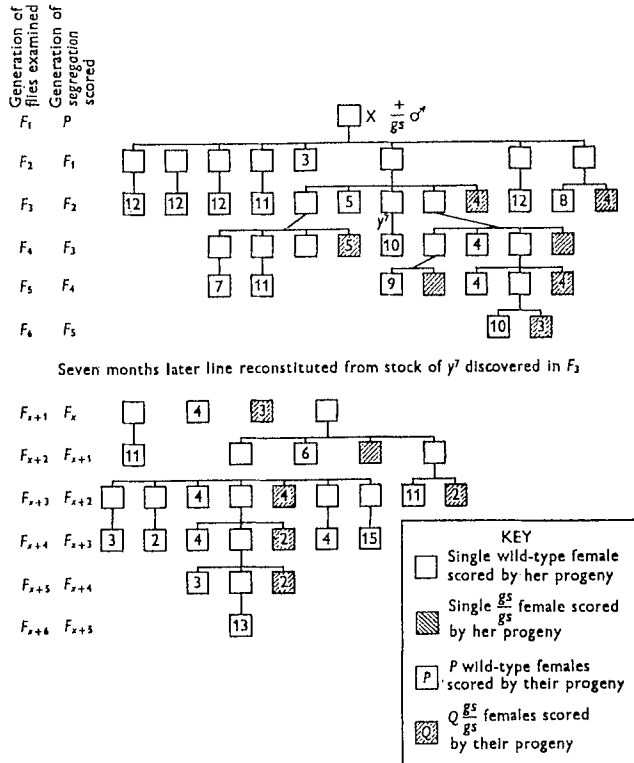 Generation of flies examined
Generation of segregation scored
F₁ P X +/gs ♂
F₂ F₁ 3
F₃ F₂ 12 12 12 11 5 4 12 8 4
y⁷
F₄ F₃ 5 10 4
F₅ F₄ 7 11 9 4 4
F₆ F₅ 10 3
Seven months later line reconstituted from stock of y⁷ discovered in F₃
Fₓ₊₁ Fₓ 4 3
Fₓ₊₂ Fₓ₊₁ 11 6
Fₓ₊₃ Fₓ₊₂ 4 4 11 2
Fₓ₊₄ Fₓ₊₃ 3 2 4 2 4 15
Fₓ₊₅ Fₓ₊₄ 3 2
Fₓ₊₆ Fₓ₊₅ 13
KEY
Single wild-type female
scored by her progeny
Single gs/gs female scored
by her progeny
P P wild-type females
scored by their progeny
Q Q gs/gs females scored
by their progeny